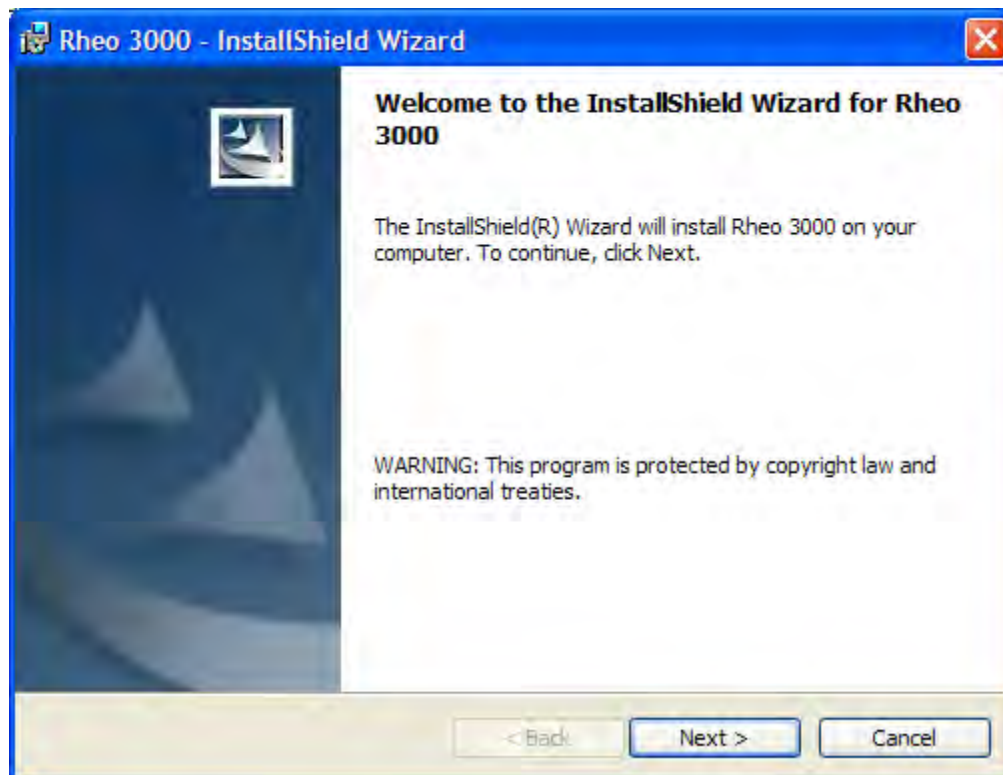 Rheo 3000 - InstallShield Wizard
Welcome to the InstallShield Wizard for Rheo
3000
The InstallShield(R) Wizard will install Rheo 3000 on your
computer. To continue, click Next.
WARNING: This program is protected by copyright law and
international treaties.
< Back
Next >
Cancel